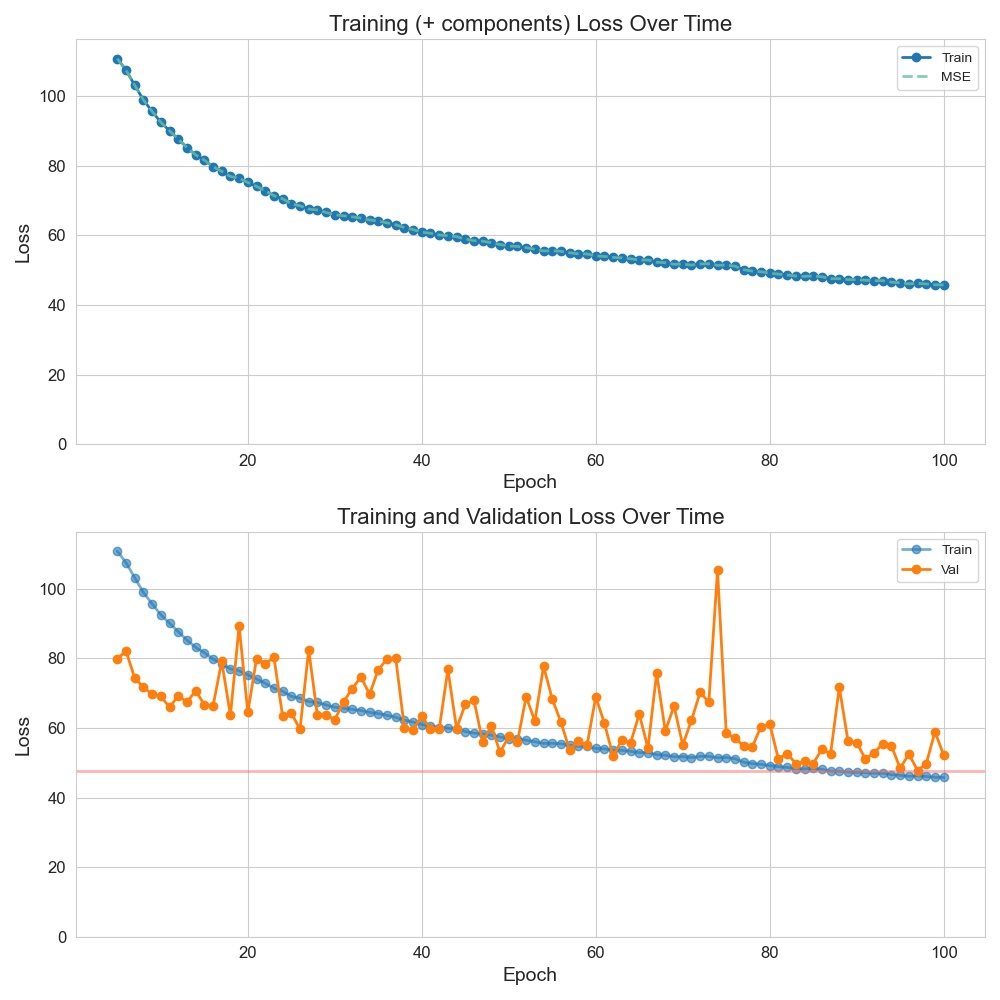 Training (+ components) Loss Over Time
Train
MSE
Loss
100
80
60
40
20
0
20 40 60 80 100
Epoch
Training and Validation Loss Over Time
Train
Val
Loss
100
80
60
40
20
0
20 40 60 80 100
Epoch